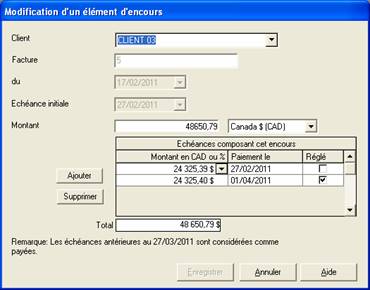 Modification d'un élément d'encours
Client CLIENT 03
Facture 5
du 17/02/2011
Echéance initiale 27/02/2011
Montant 48650,79 Canada $ (CAD)
Echéances composant cet encours
Montant en CAD ou % Paiement le Réglé
Ajouter 24 325,39 $ 27/02/2011
24 325,40 $ 01/04/2011
Supprimer
Total 48 650,79 $
Remarque: Les échéances antérieures au 27/03/2011 sont considérées comme
payées.
Enregistrer Annuler Aide